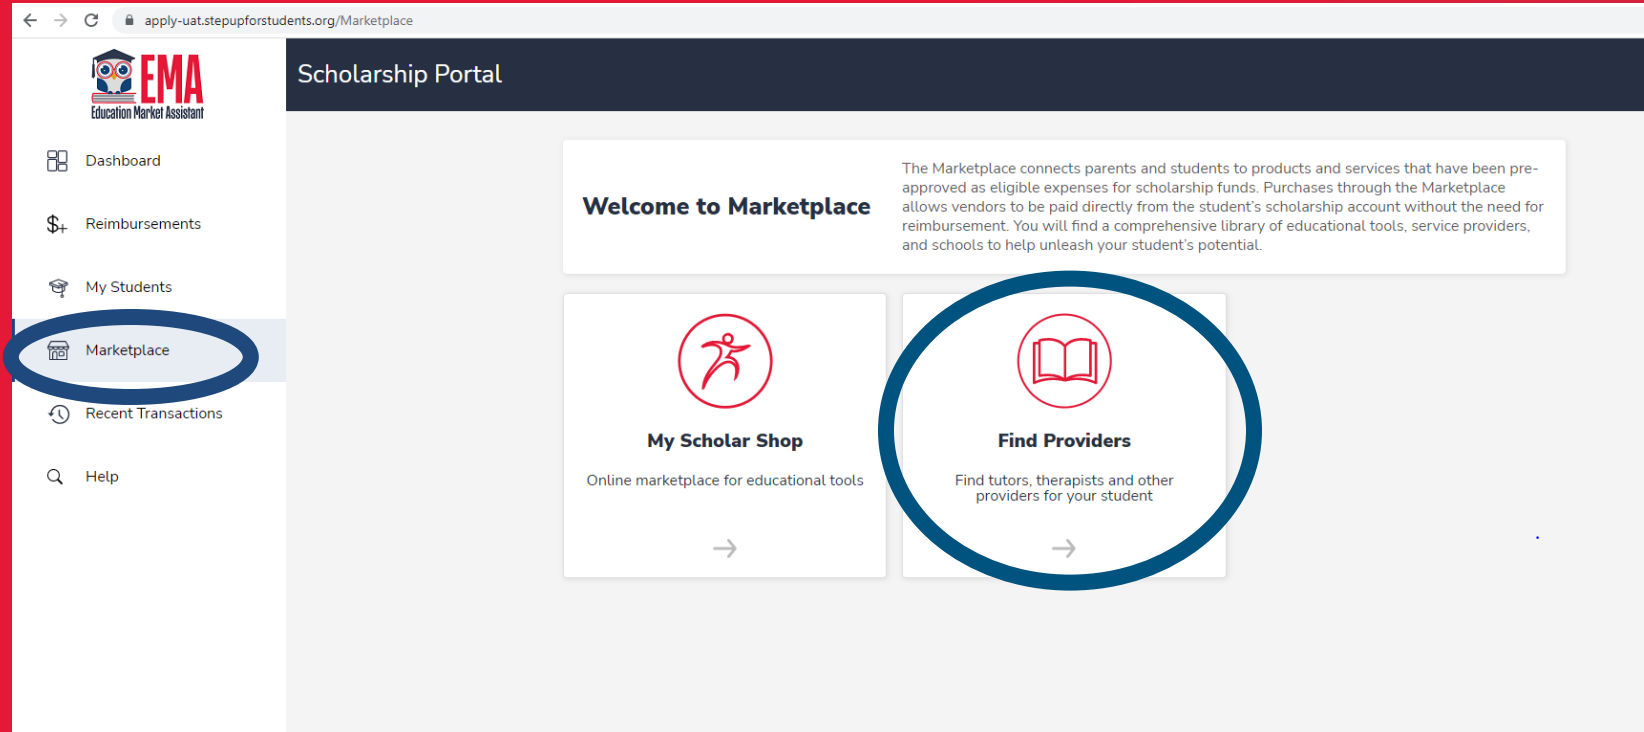 apply-uat.stepupforstudents.org/Marketplace
EMA
Education Market Assistant
Scholarship Portal
Dashboard
Reimbursements
My Students
Marketplace
Recent Transactions
Help
Welcome to Marketplace
The Marketplace connects parents and students to products and services that have been pre-
approved as eligible expenses for scholarship funds. Purchases through the Marketplace
allows vendors to be paid directly from the student's scholarship account without the need for
reimbursement. You will find a comprehensive library of educational tools, service providers,
and schools to help unleash your student's potential.
My Scholar Shop
Online marketplace for educational tools
Find Providers
Find tutors, therapists and other
providers for your student